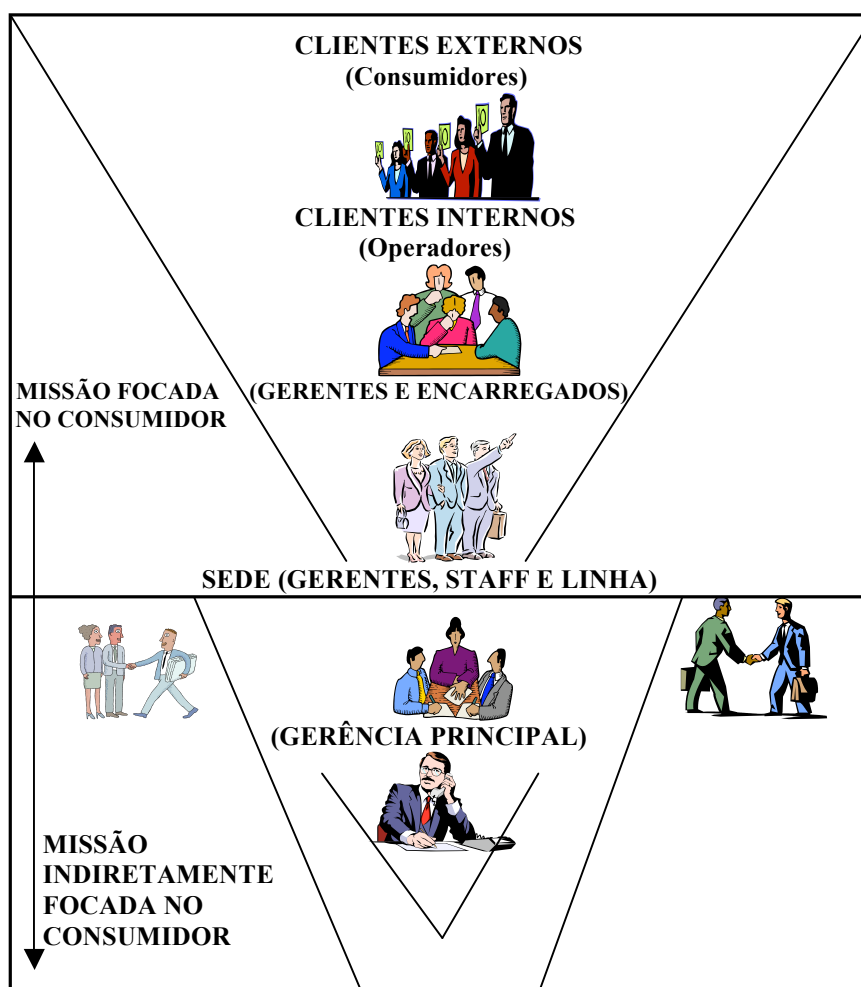 CLIENTES EXTERNOS
(Consumidores)
CLIENTES INTERNOS
(Operadores)
MISSÃO FOCADA
NO CONSUMIDOR
(GERENTES E ENCARREGADOS)
SEDE (GERENTES, STAFF E LINHA)
(GERÊNCIA PRINCIPAL)
MISSÃO
INDIRETAMENTE
FOCADA NO
CONSUMIDOR